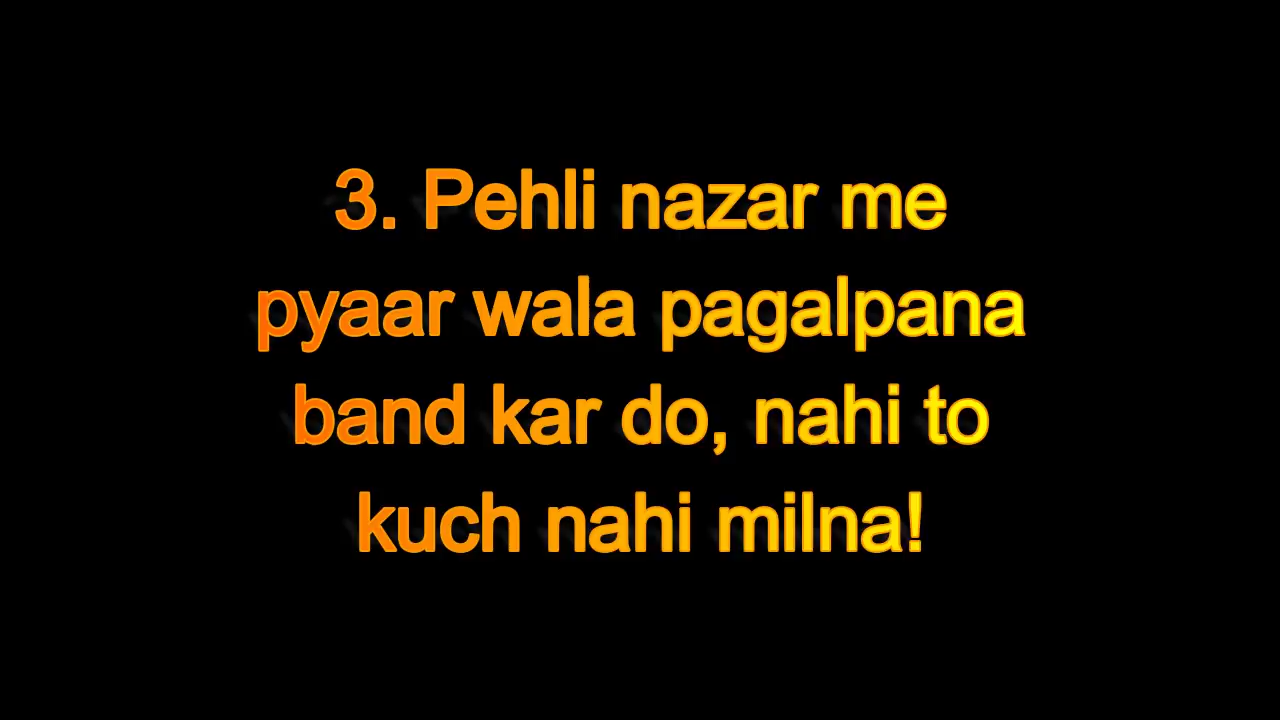 3. Pehli nazar me
pyaar wala pagalpana
band kar do, nahi to
kuch nahi milna!